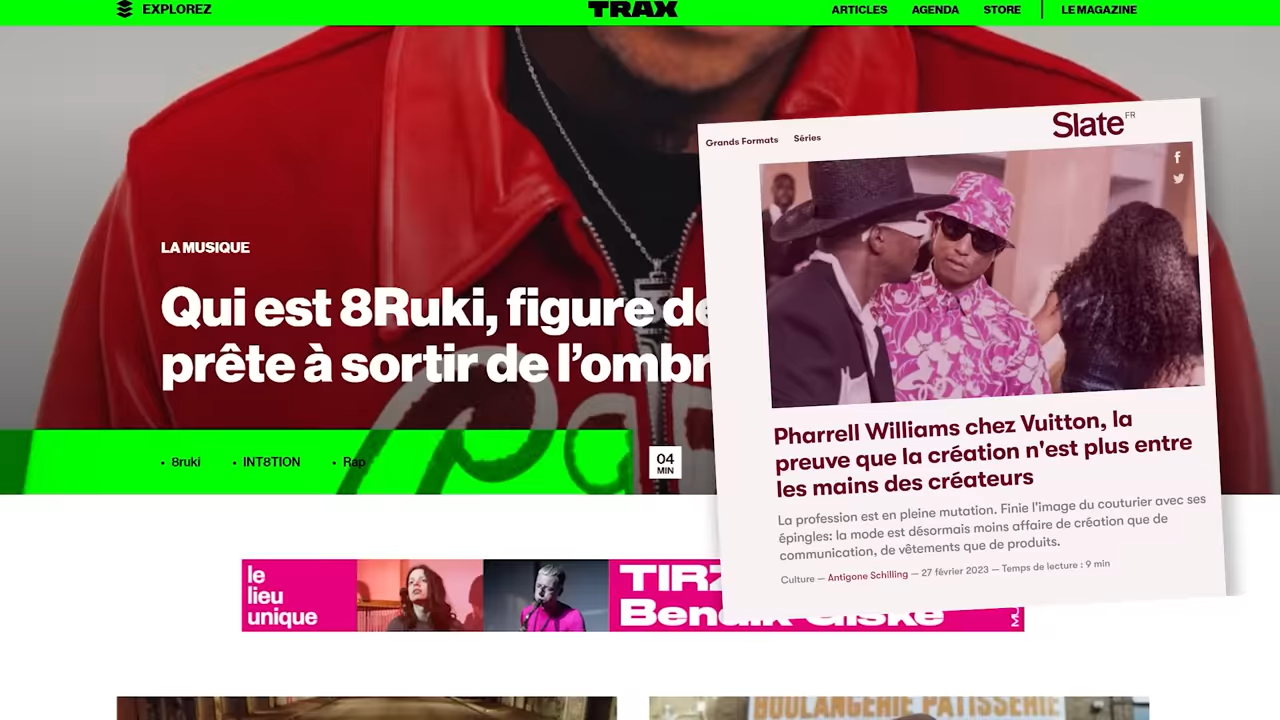 EXPLOREZ
TRAX
ARTICLES
AGENDA
STORE
LE MAGAZINE
LA MUSIQUE
Qui est 8Ruki, figure de
prête à sortir de l’ombr
• 8ruki • INT8TION • Rap
04
MIN
le
lieu
unique
TIRZ
Bendik Giske
BOULANGERIE PATISSERIE
Grands Formats Séries
Slate FR
Pharrell Williams chez Vuitton, la
preuve que la création n'est plus entre
les mains des créateurs
La profession est en pleine mutation. Finie l'image du couturier avec ses
épingles: la mode est désormais moins affaire de création que de
communication, de vêtements que de produits.
Culture — Antigone Schilling — 27 février 2023 — Temps de lecture : 9 min